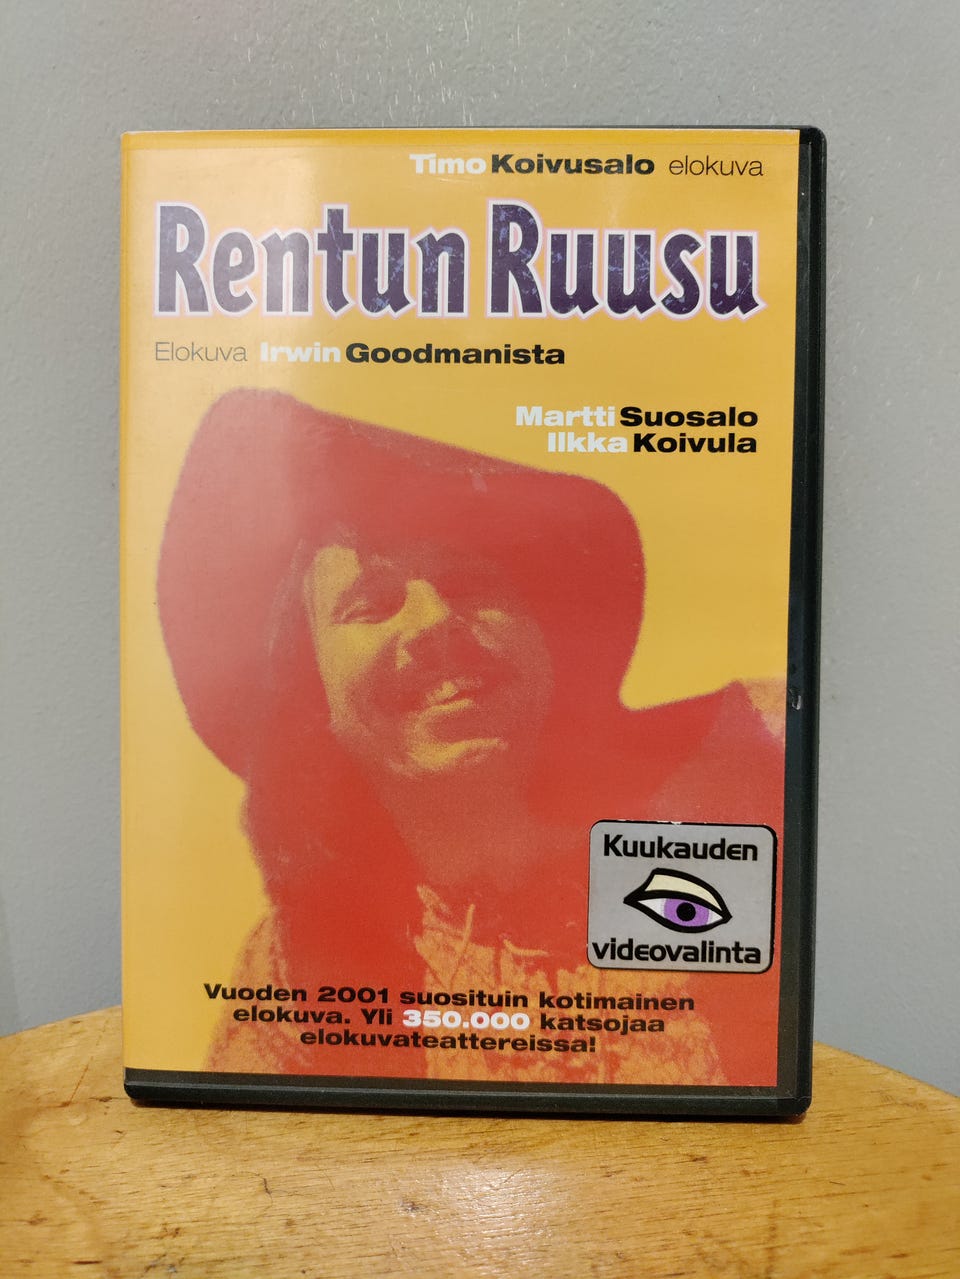 Timo Koivusalo elokuva
Rentun Ruusu
Elokuva Irwin Goodmanista
Martti Suosalo
Ilkka Koivula
Kuukauden
videovalinta
Vuoden 2001 suosituin kotimainen
elokuva. Yli 350.000 katsojaa
elokuvateattereissa!